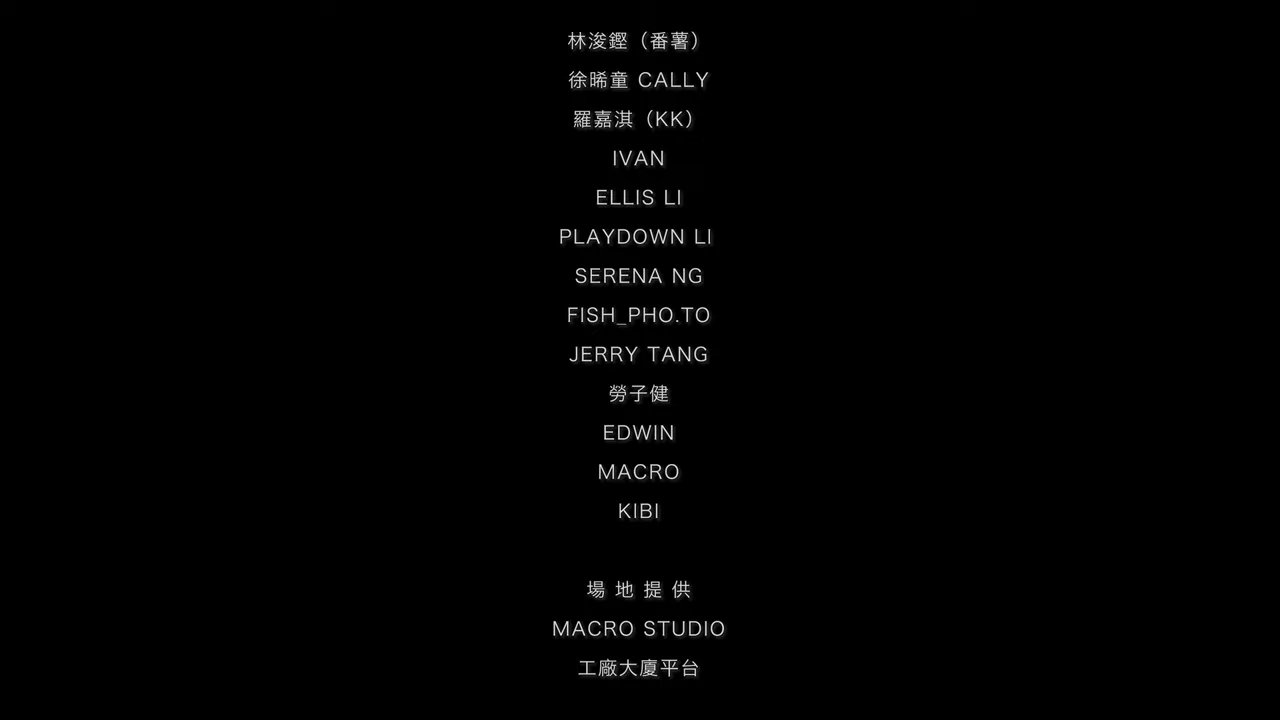 林浚鏗（番薯）
徐晞童 CALLY
羅嘉淇（KK）
IVAN
ELLIS LI
PLAYDOWN LI
SERENA NG
FISH_PHO.TO
JERRY TANG
勞子健
EDWIN
MACRO
KIBI
場 地 提 供
MACRO STUDIO
工廠大廈平台